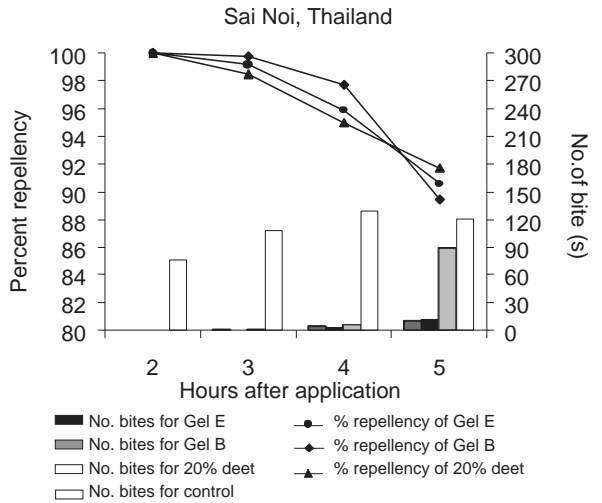 Sai Noi, Thailand
Percent repellency
100
98
96
94
92
90
88
86
84
82
80
300
270
240
210
180
150
120
90
60
30
0
No.of bite (s)
2 3 4 5
Hours after application
No. bites for Gel E
No. bites for Gel B
No. bites for 20% deet
No. bites for control
% repellency of Gel E
% repellency of Gel B
% repellency of 20% deet